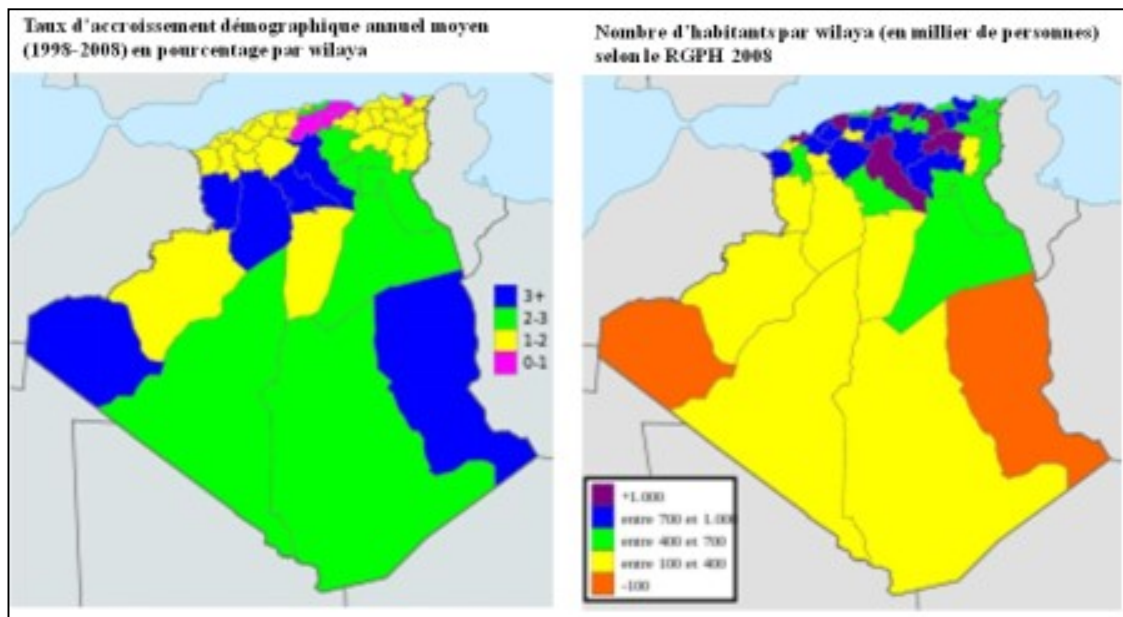 Taux d'accroissement démographique annuel moyen
(1998-2008) en pourcentage par wilaya
3+
2-3
1-2
0-1
Nombre d'habitants par wilaya (en millier de personnes)
selon le RGPH 2008
+1.000
entre 700 et 1.000
entre 400 et 700
entre 100 et 400
-100